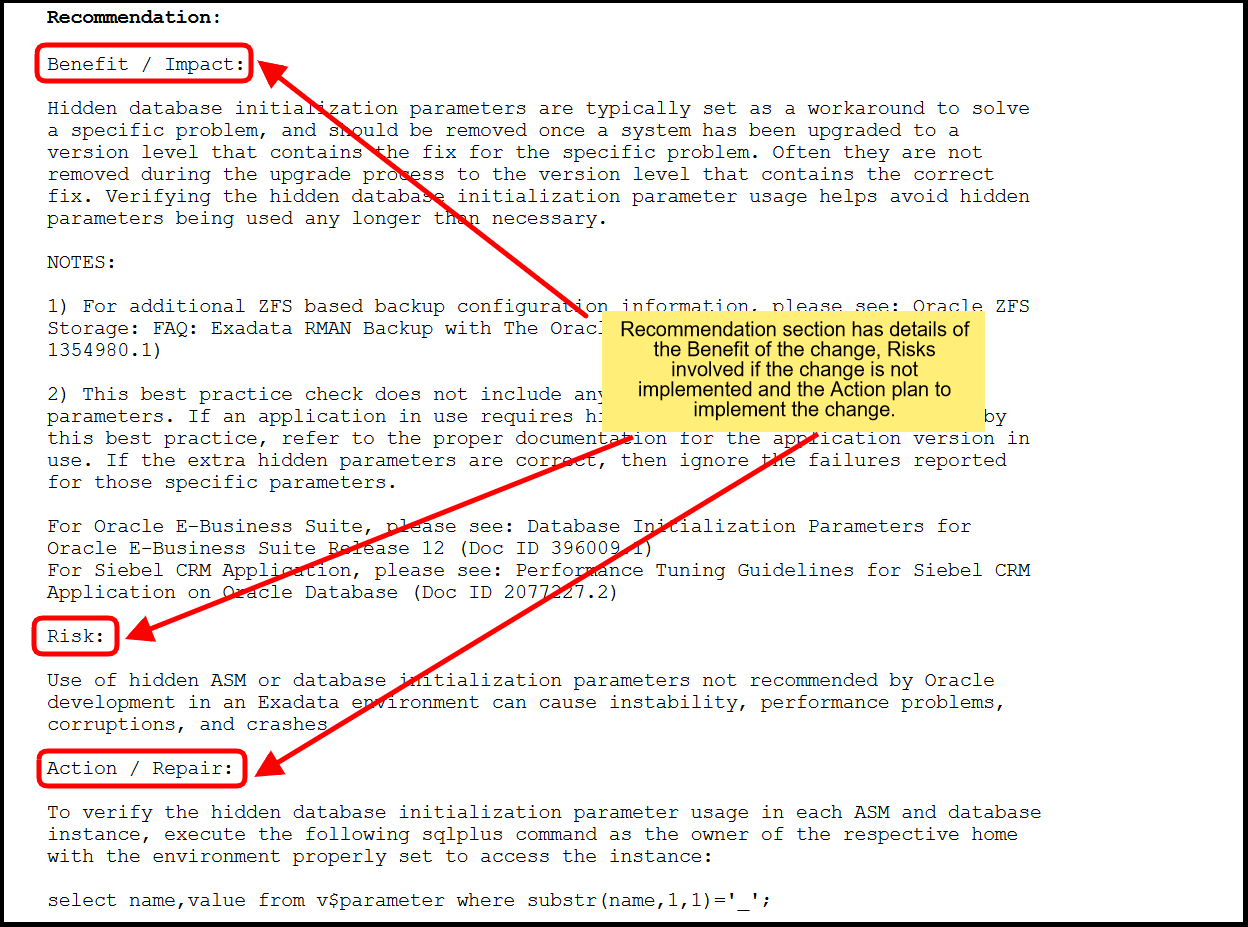 Recommendation:
Benefit / Impact:
Hidden database initialization parameters are typically set as a workaround to solve
a specific problem, and should be removed once a system has been upgraded to a
version level that contains the fix for the specific problem. Often they are not
removed during the upgrade process to the version level that contains the correct
fix. Verifying the hidden database initialization parameter usage helps avoid hidden
parameters being used any longer than necessary.
NOTES:
1) For additional ZFS based backup configuration information, please see: Oracle ZFS
Storage: FAQ: Exadata RMAN Backup with The
1354980.1)
Recommendation section has details of
the Benefit of the change, Risks
involved if the change is not
implemented and the Action plan to
implement the change.
2) This best practice check does not include any
parameters. If an application in use requires by
this best practice, refer to the proper documentation for the application version in
use. If the extra hidden parameters are correct, then ignore the failures reported
for those specific parameters.
For Oracle E-Business Suite, please see: Database Initialization Parameters for
Oracle E-Business Suite Release 12 (Doc ID 396009.1)
For Siebel CRM Application, please see: Performance Tuning Guidelines for Siebel CRM
Application on Oracle Database (Doc ID 2077227.2)
Risk:
Use of hidden ASM or database initialization parameters not recommended by Oracle
development in an Exadata environment can cause instability, performance problems,
corruptions, and crashes
Action / Repair:
To verify the hidden database initialization parameter usage in each ASM and database
instance, execute the following sqlplus command as the owner of the respective home
with the environment properly set to access the instance:
select name,value from v$parameter where substr(name,1,1)='_';